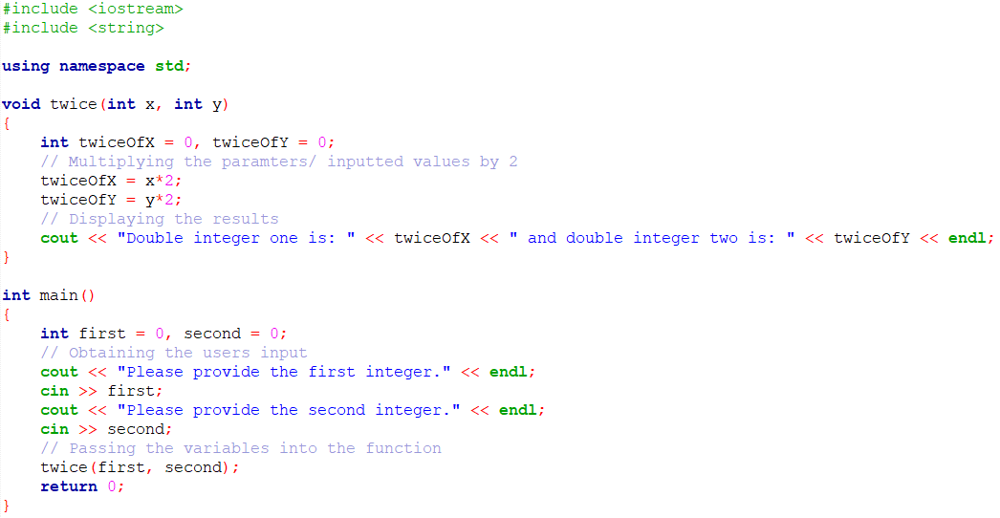 #include <iostream>
#include <string>

using namespace std;

void twice(int x, int y)
{
    int twiceOfX = 0, twiceOfY = 0;
    // Multiplying the paramters/ inputted values by 2
    twiceOfX = x*2;
    twiceOfY = y*2;
    // Displaying the results
    cout << "Double integer one is: " << twiceOfX << " and double integer two is: " << twiceOfY << endl;
}

int main()
{
    int first = 0, second = 0;
    // Obtaining the users input
    cout << "Please provide the first integer." << endl;
    cin >> first;
    cout << "Please provide the second integer." << endl;
    cin >> second;
    // Passing the variables into the function
    twice(first, second);
    return 0;
}